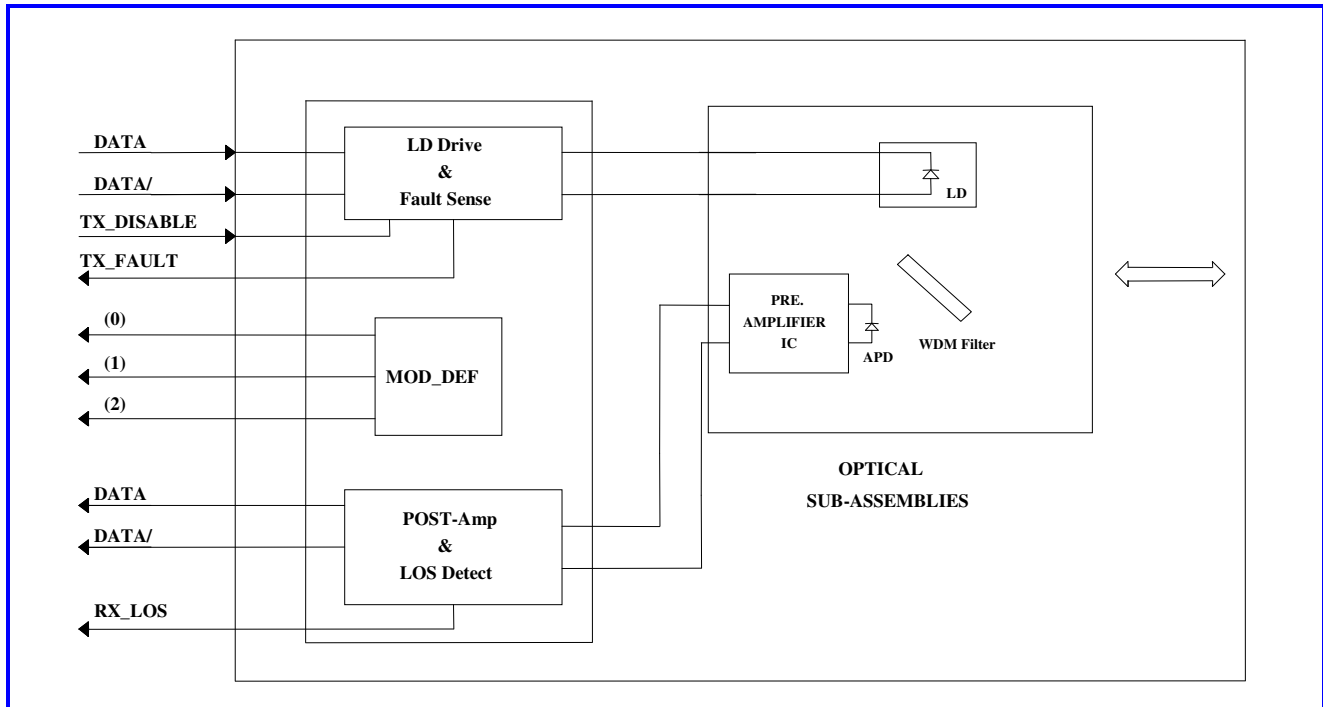 DATA
DATA/
TX_DISABLE
TX_FAULT
(0)
(1)
(2)
DATA
DATA/
RX_LOS
LD Drive
&
Fault Sense
MOD_DEF
POST-Amp
&
LOS Detect
LD
PRE.
AMPLIFIER
IC
APD
WDM Filter
OPTICAL
SUB-ASSEMBLIES